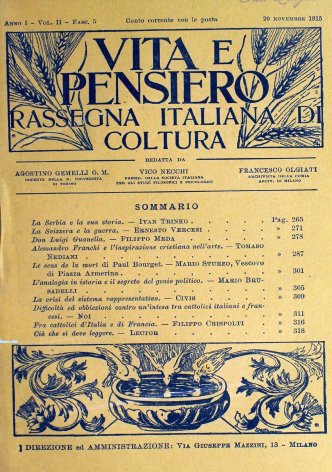 Anno I - Vol. II - Fasc. 5 Conto corrente con la posta 20 NOVEMBRE 1915
VITA E
PENSIERO
RASSEGNA ITALIANA DI
COLTURA
REDATTA DA
AGOSTINO GEMELLI O. M.
DOCENTE NELLA R. UNIVERSITÀ
DI TORINO
VICO NECCHI
PRESID. DELLA SOCIETÀ ITALIANA
PER GLI STUDI FILOSOFICI E PSICOLOGICI
FRANCESCO OLGIATI
ARCHIVISTA DELLA CURIA
ARCIV. DI MILANO
SOMMARIO
La Serbia e la sua storia. — Ivan Trinko . . . . . . Pag. 265
La Svizzera e la guerra. — Ernesto Vercesi . . . . . . » 271
Don Luigi Guanella. — Filippo Meda . . . . . . » 278
Alessandro Franchi e l'inspirazione cristiana nell'arte. — Tomaso
Nediani . . . . . . » 287
Le sens de la mort di Paul Bourget. — Mario Sturzo, Vescovo
di Piazza Armerina . . . . . . » 301
L'analogia in storia e il segreto del genio politico. — Mario Bru-
sadelli . . . . . . » 305
La crisi del sistema rappresentativo. — Civis . . . . . . » 309
Difficoltà ed obbiezioni contro un'intesa tra cattolici italiani e fran-
cesi. — Noi . . . . . . » 311
Fra cattolici d'Italia e di Francia. — Filippo Crispolti . . . » 316
Ciò che si deve leggere. — Lector . . . . . . » 318
DIREZIONE ed AMMINISTRAZIONE: Via Giuseppe Mazzini, 13 - Milano